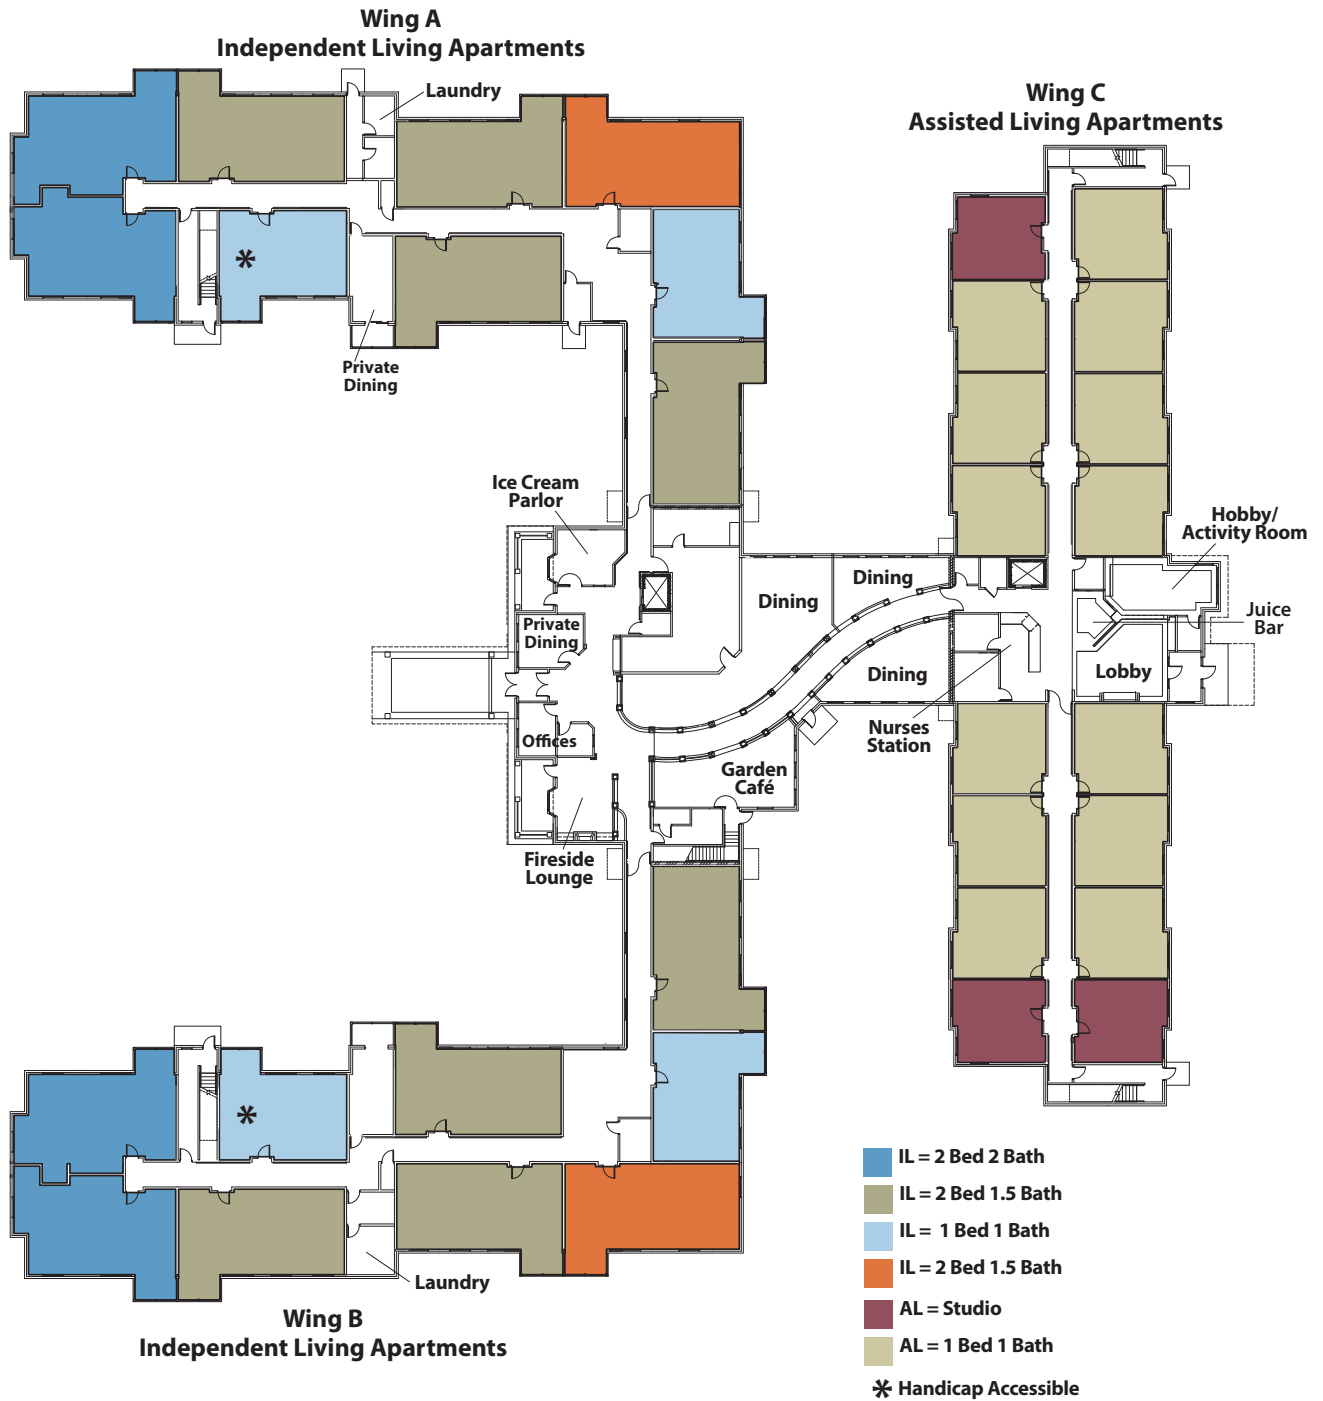 Wing A
Independent Living Apartments
Laundry
Wing C
Assisted Living Apartments
*
Private
Dining
Ice Cream
Parlor
Hobby/
Activity Room
Dining
Dining
Juice
Bar
Private
Dining
Dining
Lobby
Nurses
Station
Offices
Garden
Café
Fireside
Lounge
*
Laundry
Wing B
Independent Living Apartments
IL = 2 Bed 2 Bath
IL = 2 Bed 1.5 Bath
IL = 1 Bed 1 Bath
IL = 2 Bed 1.5 Bath
AL = Studio
AL = 1 Bed 1 Bath
* Handicap Accessible